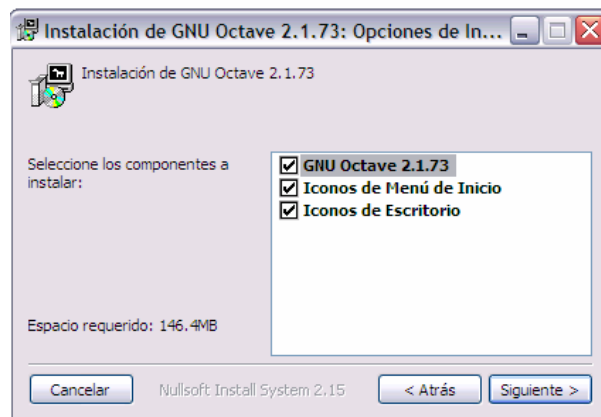 Instalación de GNU Octave 2.1.73: Opciones de In...
Instalación de GNU Octave 2.1.73
Seleccione los componentes a
instalar:
GNU Octave 2.1.73
Iconos de Menú de Inicio
Iconos de Escritorio
Espacio requerido: 146.4MB
Cancelar
Nullsoft Install System 2.15
< Atrás
Siguiente >